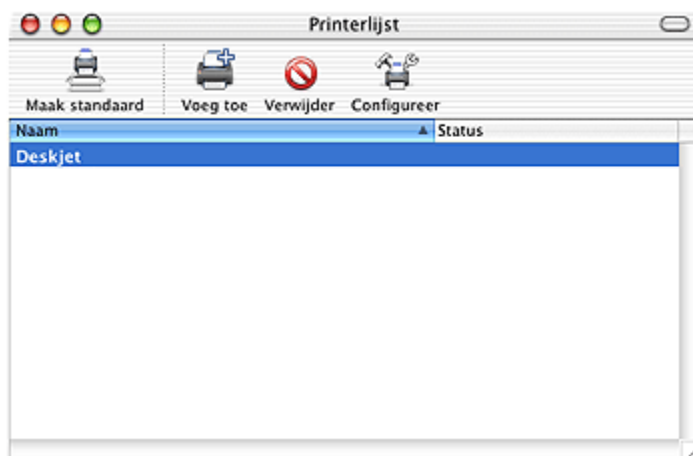 Printerlijst
Maak standaard Voeg toe Verwijder Configureer
Naam Status
Deskjet